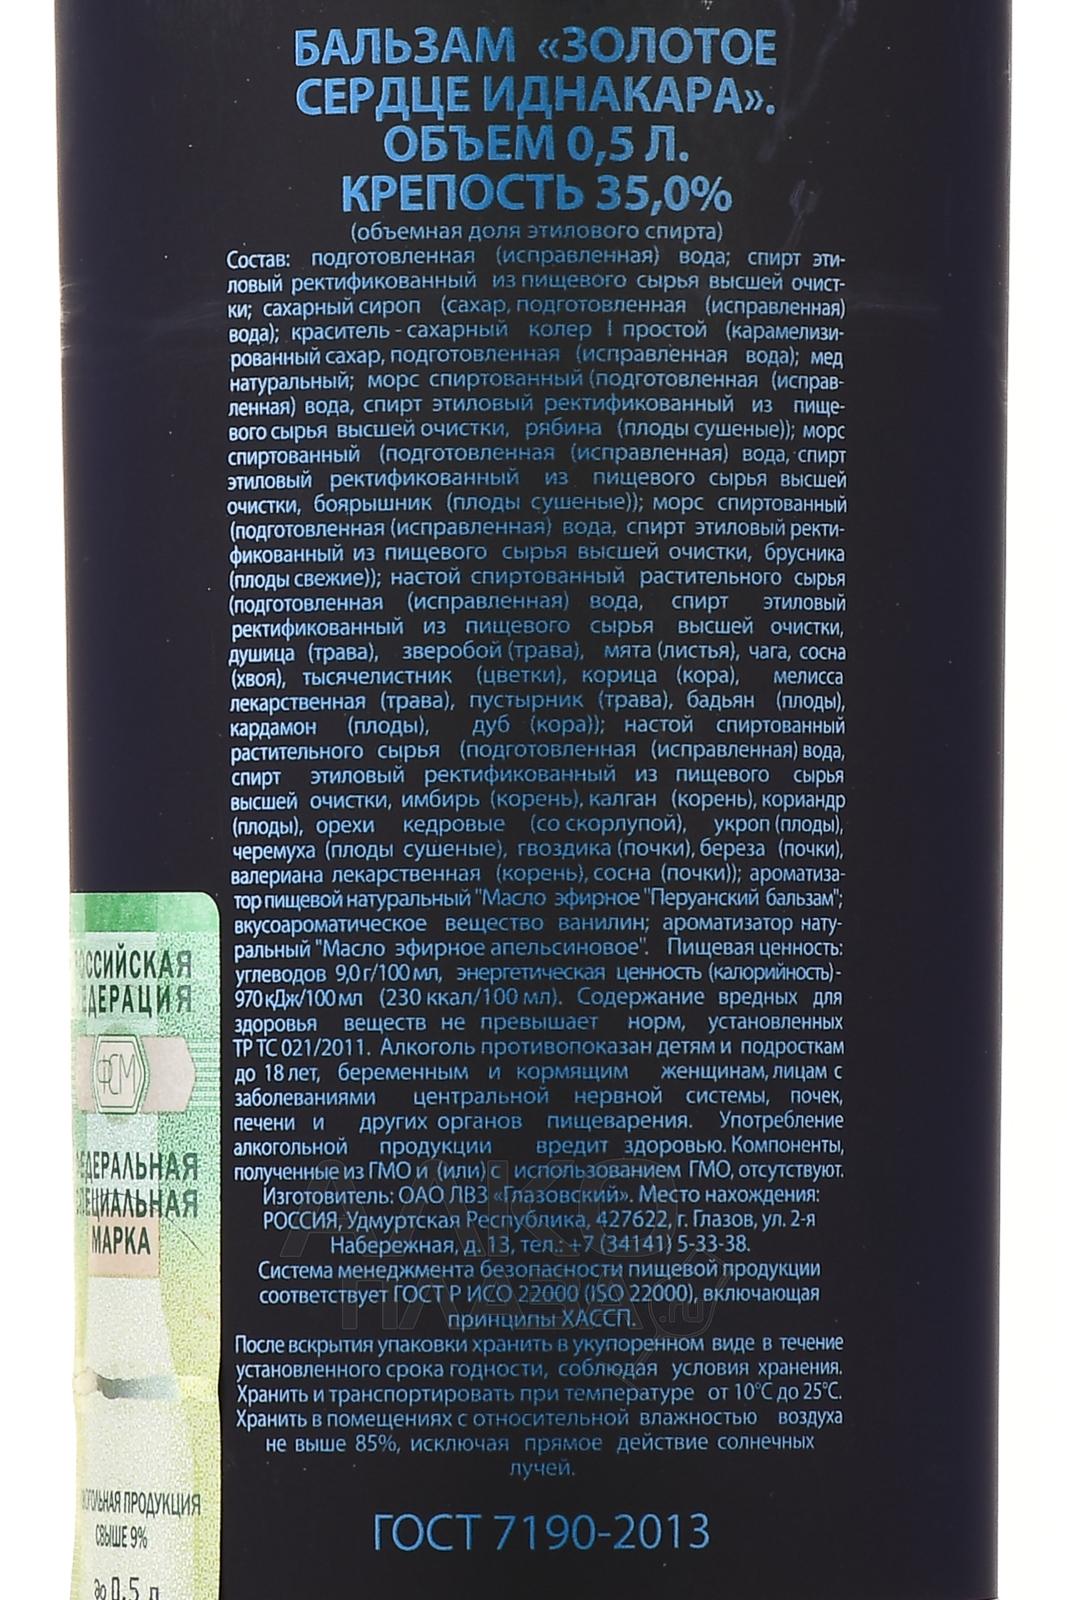 БАЛЬЗАМ «ЗОЛОТОЕ
СЕРДЦЕ ИДНАКАРА».
ОБЪЕМ 0,5 Л.
КРЕПОСТЬ 35,0%
(объемная доля этилового спирта)
Состав: подготовленная (исправленная) вода; спирт эти-
ловый ректификованный из пищевого сырья высшей очист-
ки; сахарный сироп (сахар, подготовленная (исправленная)
вода); краситель - сахарный колер I простой (карамелизи-
рованный сахар, подготовленная (исправленная вода); мед
натуральный; морс спиртованный (подготовленная (исправ-
ленная) вода, спирт этиловый ректификованный из пище-
вого сырья высшей очистки, рябина (плоды сушеные)); морс
спиртованный (подготовленная (исправленная) вода, спирт
этиловый ректификованный из пищевого сырья высшей
очистки, боярышник (плоды сушеные)); морс спиртованный
(подготовленная (исправленная) вода, спирт этиловый ректи-
фикованный из пищевого сырья высшей очистки, брусника
(плоды свежие)); настой спиртованный растительного сырья
(подготовленная (исправленная) вода, спирт этиловый
ректификованный из пищевого сырья высшей очистки,
душица (трава), зверобой (трава), мята (листья), чага, сосна
(хвоя), тысячелистник (цветки), корица (кора), мелисса
лекарственная (трава), пустырник (трава), бадьян (плоды),
кардамон (плоды), дуб (кора)); настой спиртованный
растительного сырья (подготовленная (исправленная) вода,
спирт этиловый ректификованный из пищевого сырья
высшей очистки, имбирь (корень), калган (корень), кориандр
(плоды), орехи кедровые (со скорлупой), укроп (плоды),
черемуха (плоды сушеные), гвоздика (почки), береза (почки),
валериана лекарственная (корень), сосна (почки)); ароматиза-
тор пищевой натуральный "Масло эфирное "Перуанский бальзам";
вкусоароматическое вещество ванилин; ароматизатор нату-
ральный "Масло эфирное апельсиновое". Пищевая ценность:
углеводов 9,0 г/100 мл, энергетическая ценность (калорийность) -
970 кДж/100 мл (230 ккал/100 мл). Содержание вредных для
здоровья веществ не превышает норм, установленных
ТР ТС 021/2011. Алкоголь противопоказан детям и подросткам
до 18 лет, беременным и кормящим женщинам, лицам с
заболеваниями центральной нервной системы, почек,
печени и других органов пищеварения. Употребление
алкогольной продукции вредит здоровью. Компоненты,
полученные из ГМО и (или) с использованием ГМО, отсутствуют.
Изготовитель: ОАО ЛВЗ «Глазовский». Место нахождения:
РОССИЯ, Удмуртская Республика, 427622, г. Глазов, ул. 2-я
Набережная, д. 13, тел.: +7 (34141) 5-33-38.
Система менеджмента безопасности пищевой продукции
соответствует ГОСТ Р ИСО 22000 (ISO 22000), включающая
принципы ХАССП.
После вскрытия упаковки хранить в укупоренном виде в течение
установленного срока годности, соблюдая условия хранения.
Хранить и транспортировать при температуре от 10°С до 25°С.
Хранить в помещениях с относительной влажностью воздуха
не выше 85%, исключая прямое действие солнечных
лучей.
ГОСТ 7190-2013
ОССИЙСКАЯ
ЕДЕРАЦИЯ
ФСМ
ЕДЕРАЛЬНАЯ
ПЕЦИАЛЬНАЯ
МАРКА
ПРОДУКЦИЯ
СВЫШЕ 9%
до 0,5 л
АЛКО
ПЛАЗА.ru